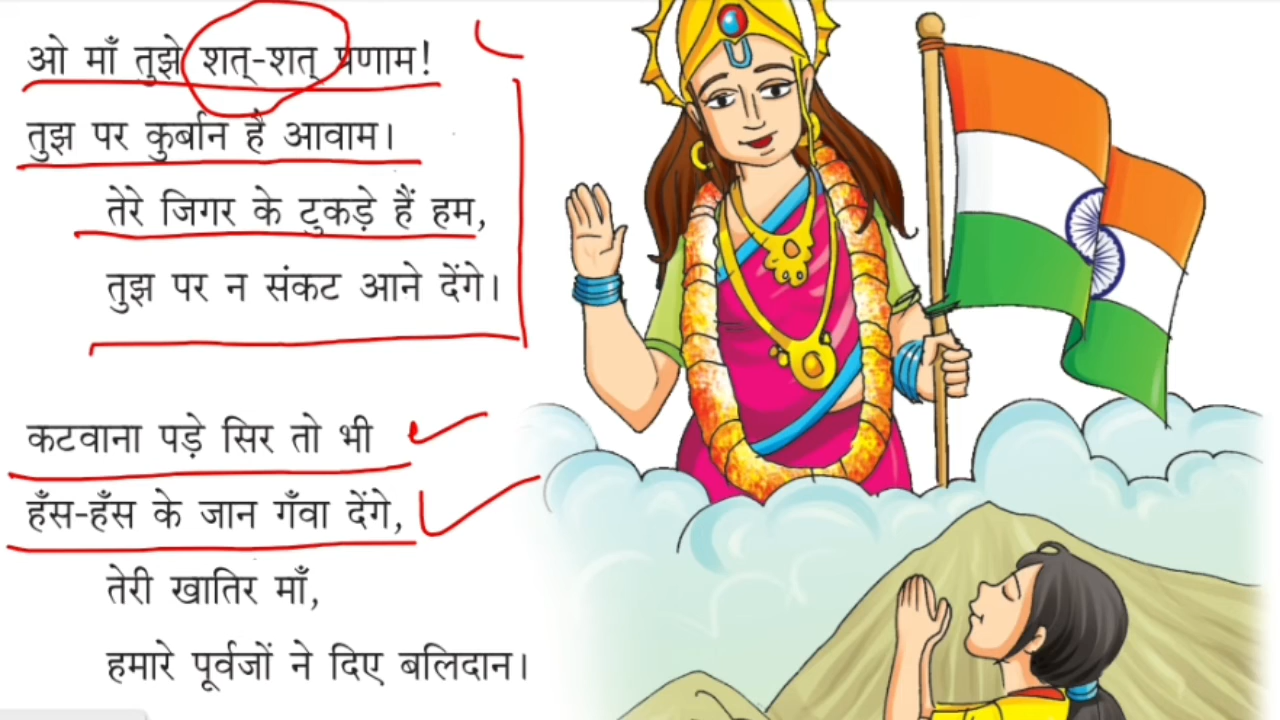 ओ माँ तुझे शत्-शत् प्रणाम!
तुझ पर कुर्बान है आवाम।
तेरे जिगर के टुकड़े हैं हम,
तुझ पर न संकट आने देंगे।
कटवाना पड़े सिर तो भी
हँस-हँस के जान गँवा देंगे,
तेरी खातिर माँ,
हमारे पूर्वजों ने दिए बलिदान।